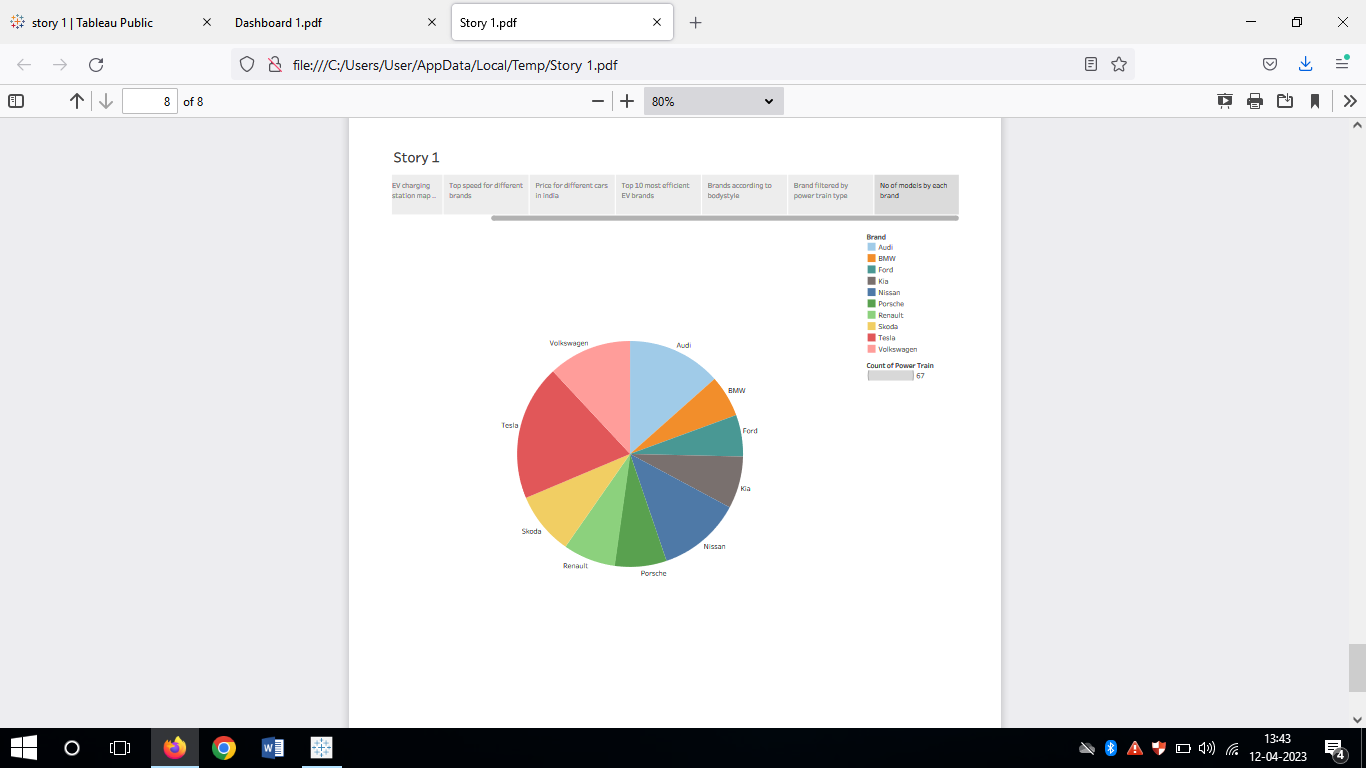 story 1 | Tableau Public
Dashboard 1.pdf
Story 1.pdf
file:///C:/Users/User/AppData/Local/Temp/Story 1.pdf
8 of 8
80%
Story 1
EV charging
station map ..
Top speed for different
brands
Price for different cars
in india
Top 10 most efficient
EV brands
Brands according to
bodystyle
Brand filtered by
power train type
No of models by each
brand
Brand
Audi
BMW
Ford
Kia
Nissan
Porsche
Renault
Skoda
Tesla
Volkswagen
Count of Power Train
67
Volkswagen
Audi
BMW
Tesla
Ford
Kia
Skoda
Nissan
Renault
Porsche
13:43
12-04-2023
4